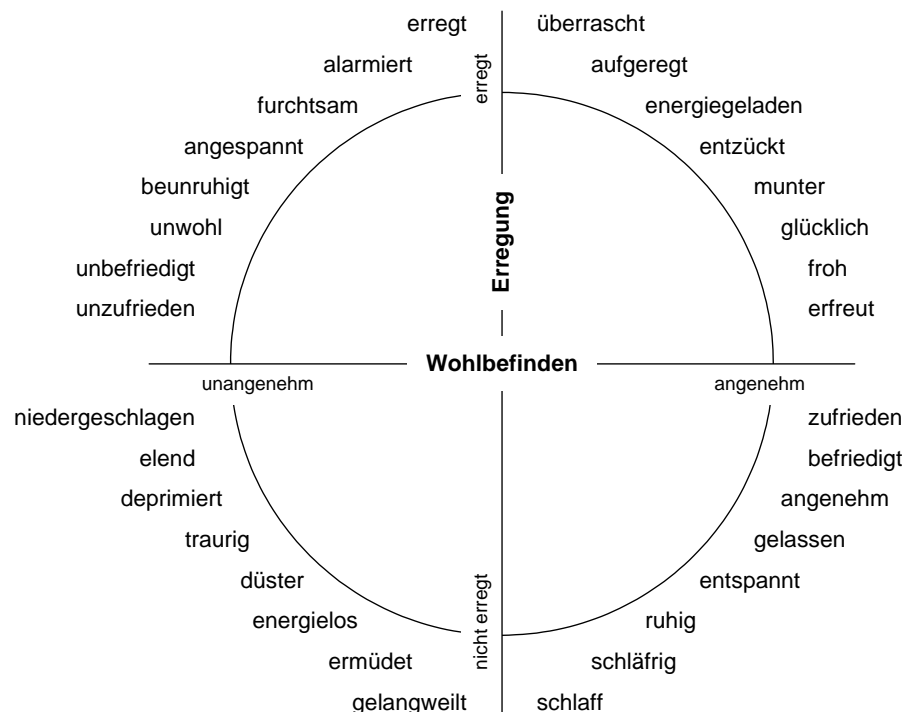 erregt
überrascht
alarmiert
erregt
aufgeregt
furchtsam
energiegeladen
angespannt
entzückt
beunruhigt
munter
Erregung
unwohl
glücklich
unbefriedigt
froh
unzufrieden
erfreut
Wohlbefinden
unangenehm
angenehm
niedergeschlagen
zufrieden
elend
befriedigt
deprimiert
angenehm
traurig
gelassen
düster
entspannt
nicht erregt
energielos
ruhig
ermüdet
schläfrig
gelangweilt
schlaff